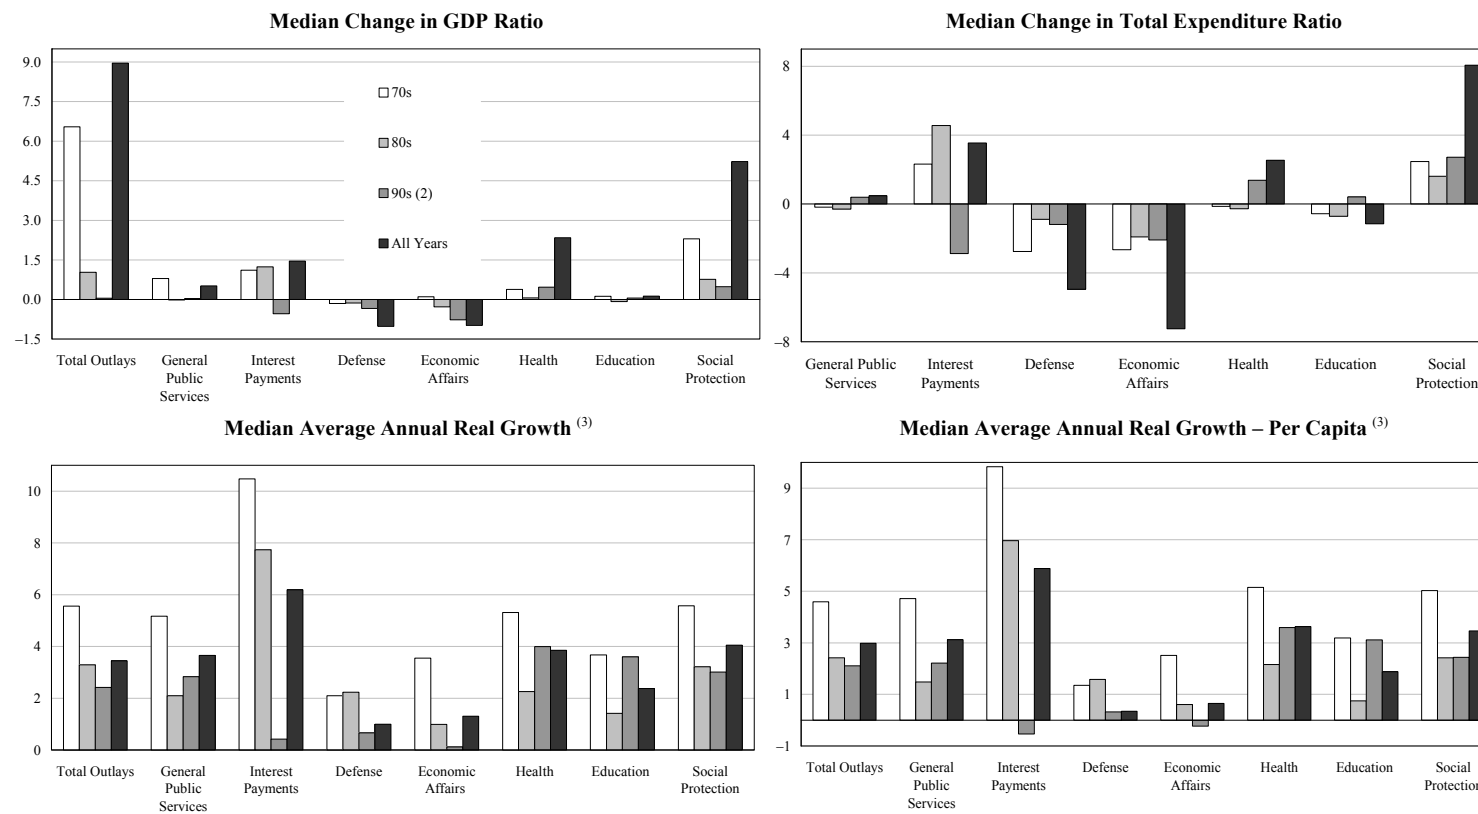 Median Change in GDP Ratio
9.0
7.5
6.0
4.5
3.0
1.5
0.0
–1.5
70s
80s
90s (2)
All Years
Total Outlays
General Public Services
Interest Payments
Defense
Economic Affairs
Health
Education
Social Protection
Median Change in Total Expenditure Ratio
8
4
0
–4
–8
General Public Services
Interest Payments
Defense
Economic Affairs
Health
Education
Social Protection
Median Average Annual Real Growth (3)
10
8
6
4
2
0
Total Outlays
General Public Services
Interest Payments
Defense
Economic Affairs
Health
Education
Social Protection
Median Average Annual Real Growth – Per Capita (3)
9
7
5
3
1
–1
Total Outlays
General Public Services
Interest Payments
Defense
Economic Affairs
Health
Education
Social Protection